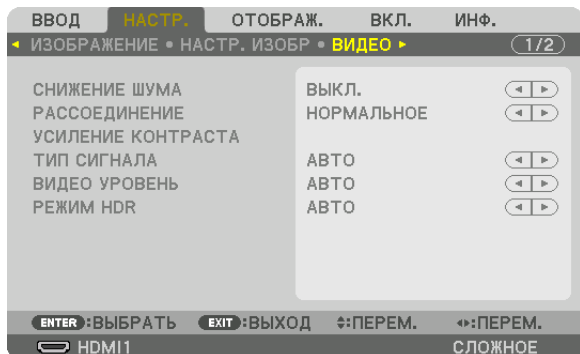 ВВОД НАСТР. ОТОБРАЖ. ВКЛ. ИНФ.
◂ ИЗОБРАЖЕНИЕ • НАСТР. ИЗОБР • ВИДЕО ▸ 1/2
СНИЖЕНИЕ ШУМА ВЫКЛ.
РАССОЕДИНЕНИЕ НОРМАЛЬНОЕ
УСИЛЕНИЕ КОНТРАСТА
ТИП СИГНАЛА АВТО
ВИДЕО УРОВЕНЬ АВТО
РЕЖИМ HDR АВТО
ENTER:ВЫБРАТЬ EXIT:ВЫХОД ♦:ПЕРЕМ. ◂▸:ПЕРЕМ.
HDMI1 СЛОЖНОЕ